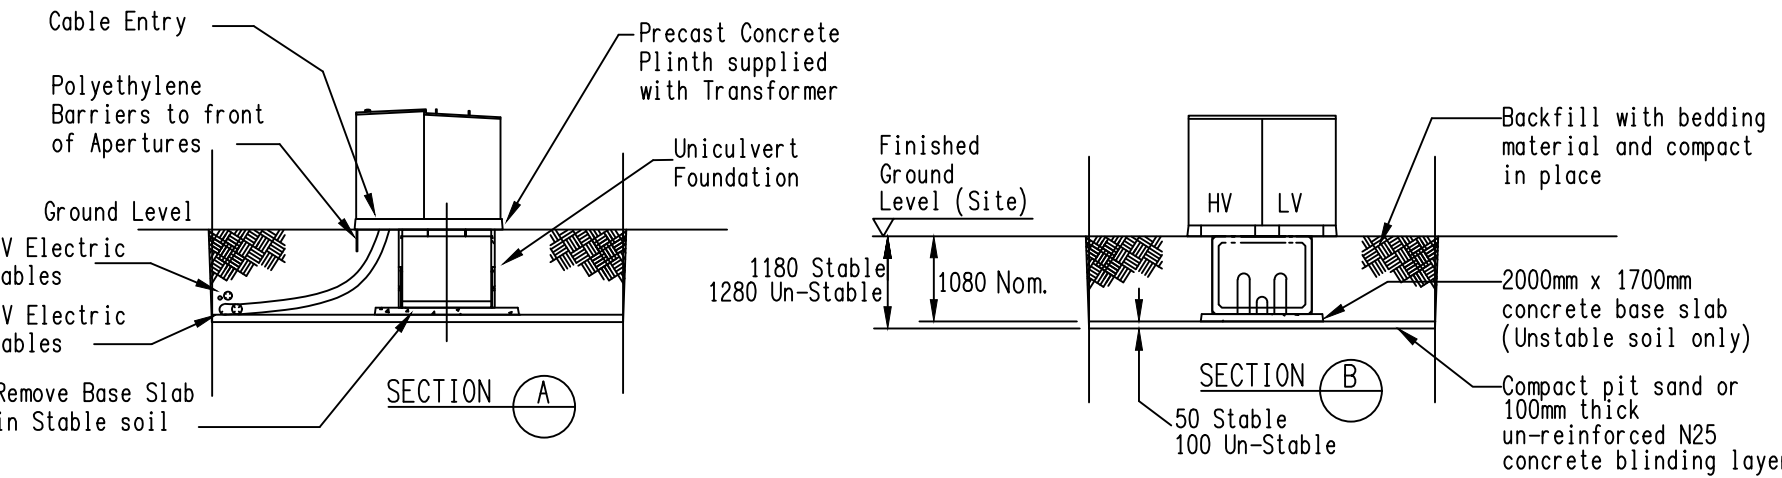 Cable Entry
Polyethylene
Barriers to front
of Apertures
Ground Level
V Electric
ables
V Electric
ables
Remove Base Slab
in Stable soil
Precast Concrete
Plinth supplied
with Transformer
Uniculvert
Foundation
SECTION A
Finished
Ground
Level (Site)
1180 Stable
1280 Un-Stable
1080 Nom.
HV LV
SECTION B
50 Stable
100 Un-Stable
Backfill with bedding
material and compact
in place
2000mm x 1700mm
concrete base slab
(Unstable soil only)
Compact pit sand or
100mm thick
un-reinforced N25
concrete blinding layer